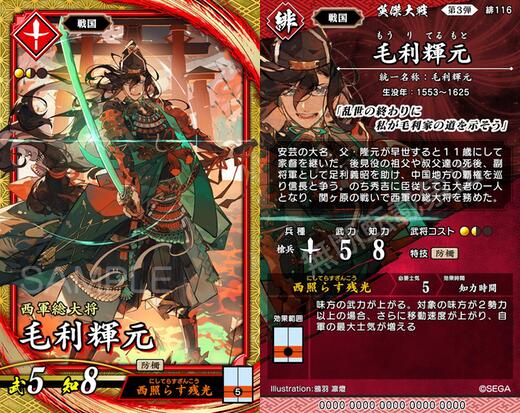 戦国
SAMPLE
西軍総大将
毛利輝元
防柵
武5 知8
にしてらすざんこう
西照らす残光
5
緋
戦国
英傑大戦
第3弾
緋116
もうり てるもと
毛利輝元
統一名称：毛利輝元
生没年：1553～1625
「乱世の終わりに
私が毛利家の道を示そう」
安芸の大名。父・隆元が早世すると11歳にして
家督を継いだ。後見役の祖父や叔父達の死後、副
将軍として足利義昭を助け、中国地方の覇権を巡
り信長と争う。のち秀吉に臣従して五大老の一人
となり、関ヶ原の戦いで西軍の総大将を務めた。
兵種 武力 知力 武将コスト
槍兵 5 8 特技 防柵
にしてらすざんこう 必要士気 効果時間
西照らす残光 5 知力時間
効果範囲
味方の武力が上がる。対象の味方が2勢力
以上の場合、さらに移動速度が上がり、自
軍の最大士気が増える
Illustration:鴉羽 凛燈
©SEGA
0000-0000-0000-0000-0000